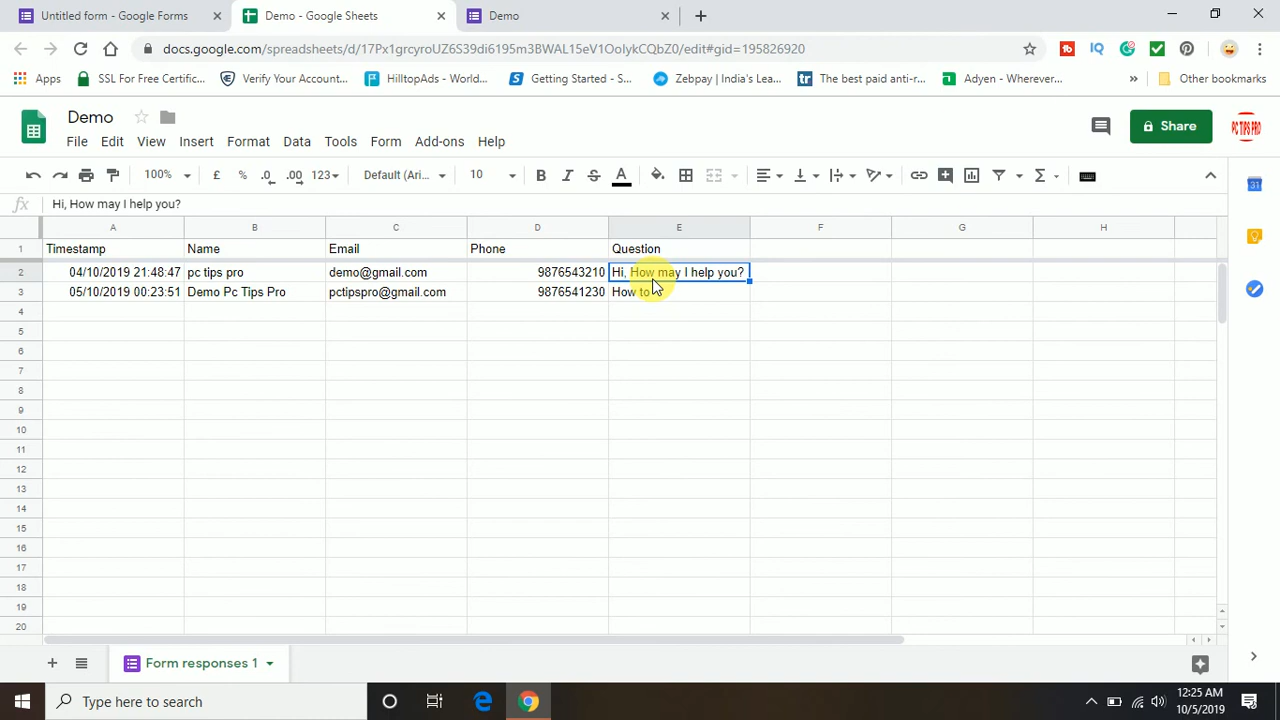 Untitled form - Google Forms
Demo - Google Sheets
Demo
docs.google.com/spreadsheets/d/17Px1grcyroUZ6S39di6195m3BWAL15eV1OolykCQbZ0/edit#gid=195826920
Apps
SSL For Free Certific...
Verify Your Account...
HilltopAds - World...
Getting Started - S...
Zebpay | India's Lea...
tr The best paid anti-r...
Adyen - Wherever...
Other bookmarks
Demo
Share
PC TIPS PRO
File Edit View Insert Format Data Tools Form Add-ons Help
100% £ % .0 .00 123 Default (Ari... 10 B I S A
fx Hi, How may I help you?
A B C D E F G H
1 Timestamp Name Email Phone Question
2 04/10/2019 21:48:47 pc tips pro demo@gmail.com 9876543210 Hi, How may I help you?
3 05/10/2019 00:23:51 Demo Pc Tips Pro pctipspro@gmail.com 9876541230 How to
4
5
6
7
8
9
10
11
12
13
14
15
16
17
18
19
20
Form responses 1
Type here to search
12:25 AM
10/5/2019